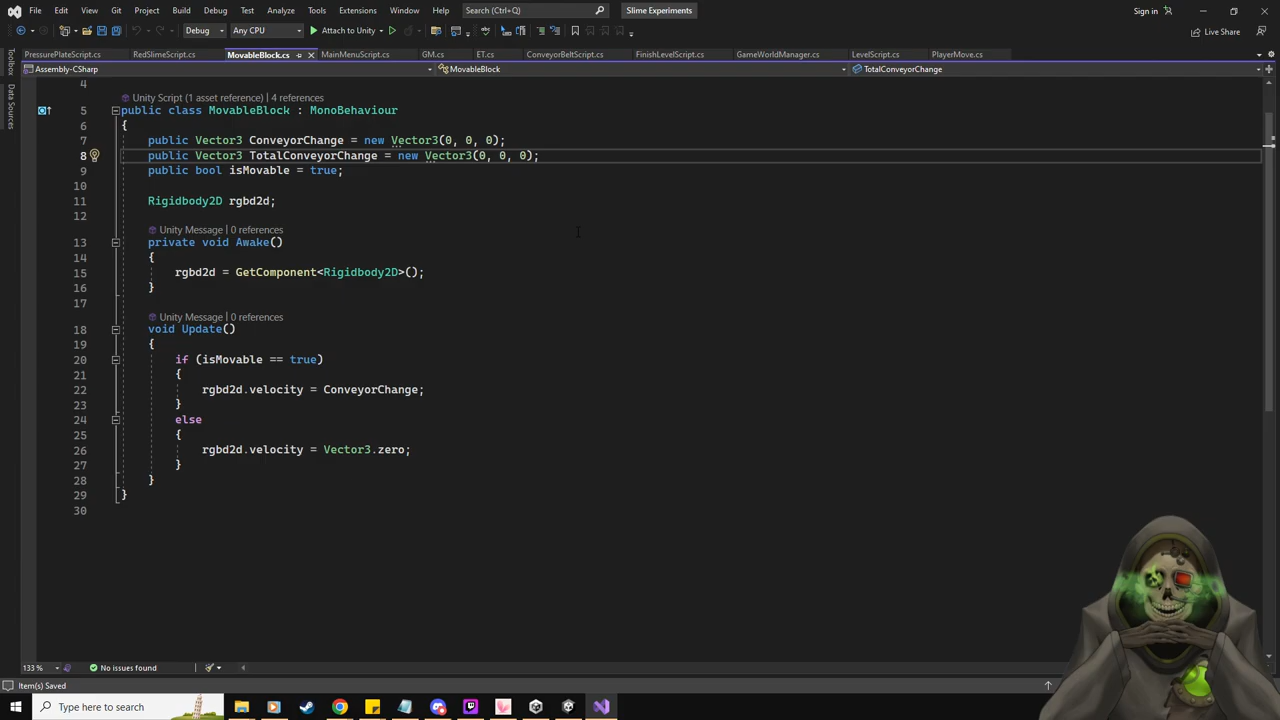 File Edit View Git Project Build Debug Test Analyze Tools Extensions Window Help Search (Ctrl+Q) Slime Experiments Sign in
Debug Any CPU Attach to Unity Live Share
PressurePlateScript.cs RedSlimeScript.cs MovableBlock.cs MainMenuScript.cs GM.cs ET.cs ConveyorBeltScript.cs FinishLevelScript.cs GameWorldManager.cs LevelScript.cs PlayerMove.cs
Toolbox
Data Sources
Assembly-CSharp MovableBlock TotalConveyorChange
4
Unity Script (1 asset reference) | 4 references
5 public class MovableBlock : MonoBehaviour
6 {
7 public Vector3 ConveyorChange = new Vector3(0, 0, 0);
8 public Vector3 TotalConveyorChange = new Vector3(0, 0, 0);
9 public bool isMovable = true;
10
11 Rigidbody2D rgbd2d;
12
Unity Message | 0 references
13 private void Awake()
14 {
15 rgbd2d = GetComponent<Rigidbody2D>();
16 }
17
Unity Message | 0 references
18 void Update()
19 {
20 if (isMovable == true)
21 {
22 rgbd2d.velocity = ConveyorChange;
23 }
24 else
25 {
26 rgbd2d.velocity = Vector3.zero;
27 }
28 }
29 }
30
133 % No issues found
Item(s) Saved
Type here to search